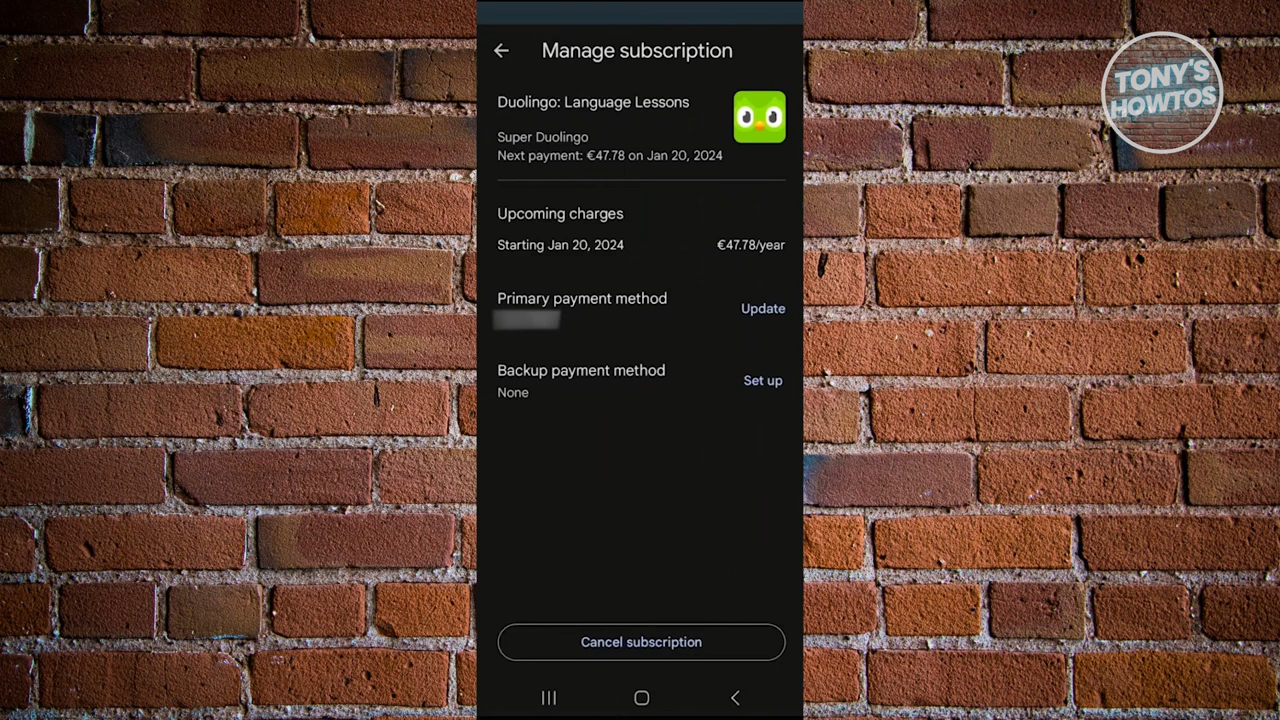 Manage subscription
TONY'S
HOWTOS
Duolingo: Language Lessons
Super Duolingo
Next payment: €47.78 on Jan 20, 2024
Upcoming charges
Starting Jan 20, 2024 €47.78/year
Primary payment method
Update
Backup payment method
None
Set up
Cancel subscription